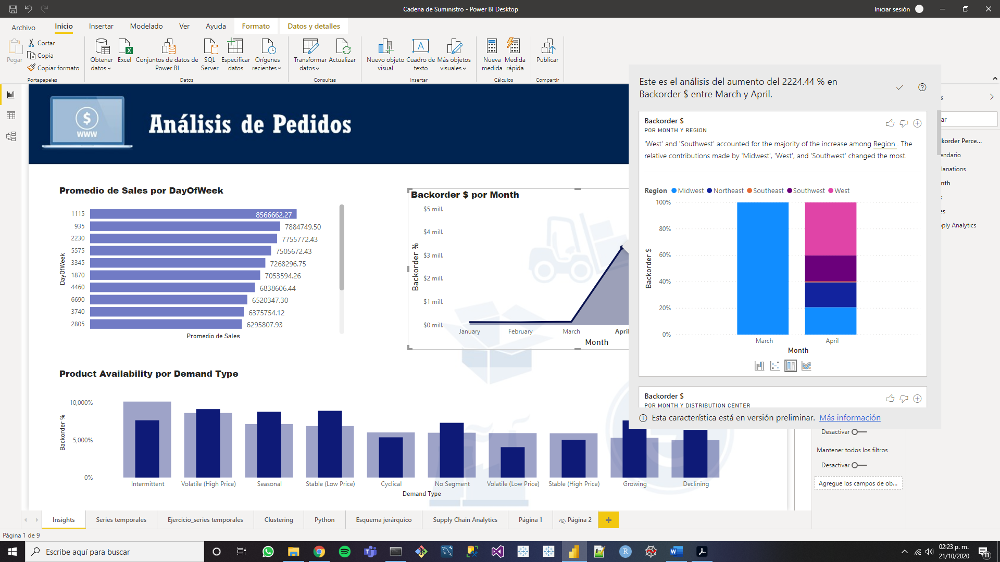 Cadena de Suministro - Power BI Desktop
Iniciar sesión
Archivo
Inicio
Insertar
Modelado
Ver
Ayuda
Formato
Datos y detalles
Pegar
Cortar
Copia
Copiar formato
Portapapeles
Obtener datos
Excel
Conjuntos de datos de Power BI
SQL Server
Especificar datos
Orígenes recientes
Datos
Transformar datos
Actualizar
Consultas
Nuevo objeto visual
Cuadro de texto
Más objetos visuales
Insertar
Nueva medida
Medida rápida
Cálculos
Publicar
Compartir
$
WWW
Análisis de Pedidos
Promedio de Sales por DayOfWeek
DayOfWeek
1115 8566662.27
935 7884749.50
2230 7755772.43
5575 7505672.43
3345 7268296.75
1870 7053594.26
4460 6838606.44
6690 6520347.30
3740 6375754.12
2805 6295807.93
Promedio de Sales
Backorder $ por Month
Backorder %
$5 mill.
$4 mill.
$3 mill.
$2 mill.
$1 mill.
$0 mill.
January
February
March
April
Month
Product Availability por Demand Type
Backorder %
10,000%
5,000%
0%
Intermittent
Volatile (High Price)
Seasonal
Stable (Low Price)
Cyclical
No Segment
Volatile (Low Price)
Stable (High Price)
Growing
Declining
Demand Type
Este es el análisis del aumento del 2224.44 % en
Backorder $ entre March y April.
Backorder $
POR MONTH Y REGION
'West' and 'Southwest' accounted for the majority of the increase among Region . The
relative contributions made by 'Midwest', 'West', and 'Southwest' changed the most.
Region Midwest Northeast Southeast Southwest West
Backorder $
100%
80%
60%
40%
20%
0%
March
April
Month
Backorder $
POR MONTH Y DISTRIBUTION CENTER
Esta característica está en versión preliminar. Más información
s
ar
korder Perce...
endario
lanations
nth
es
ply Analytics
Desactivar
Mantener todos los filtros
Desactivar
Agregue los campos de ob...
Insights
Series temporales
Ejercicio_series temporales
Clustering
Python
Esquema jerárquico
Supply Chain Analytics
Página 1
Página 2
Página 1 de 9
Escribe aquí para buscar
02:23 p. m.
21/10/2020
11